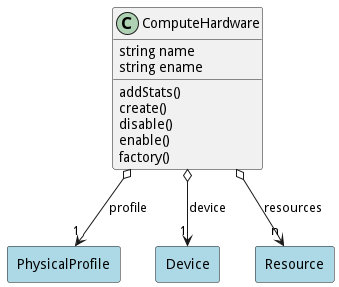 C ComputeHardware
string name
string ename
addStats()
create()
disable()
enable()
factory()
profile device resources
1 1 n
PhysicalProfile Device Resource